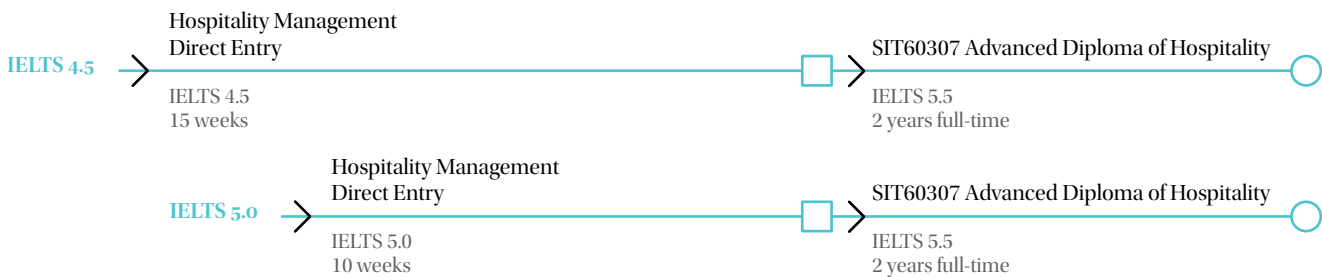 Hospitality Management
Direct Entry
SIT60307 Advanced Diploma of Hospitality
IELTS 4.5
IELTS 4.5
15 weeks
IELTS 5.5
2 years full-time
Hospitality Management
Direct Entry
SIT60307 Advanced Diploma of Hospitality
IELTS 5.0
IELTS 5.0
10 weeks
IELTS 5.5
2 years full-time